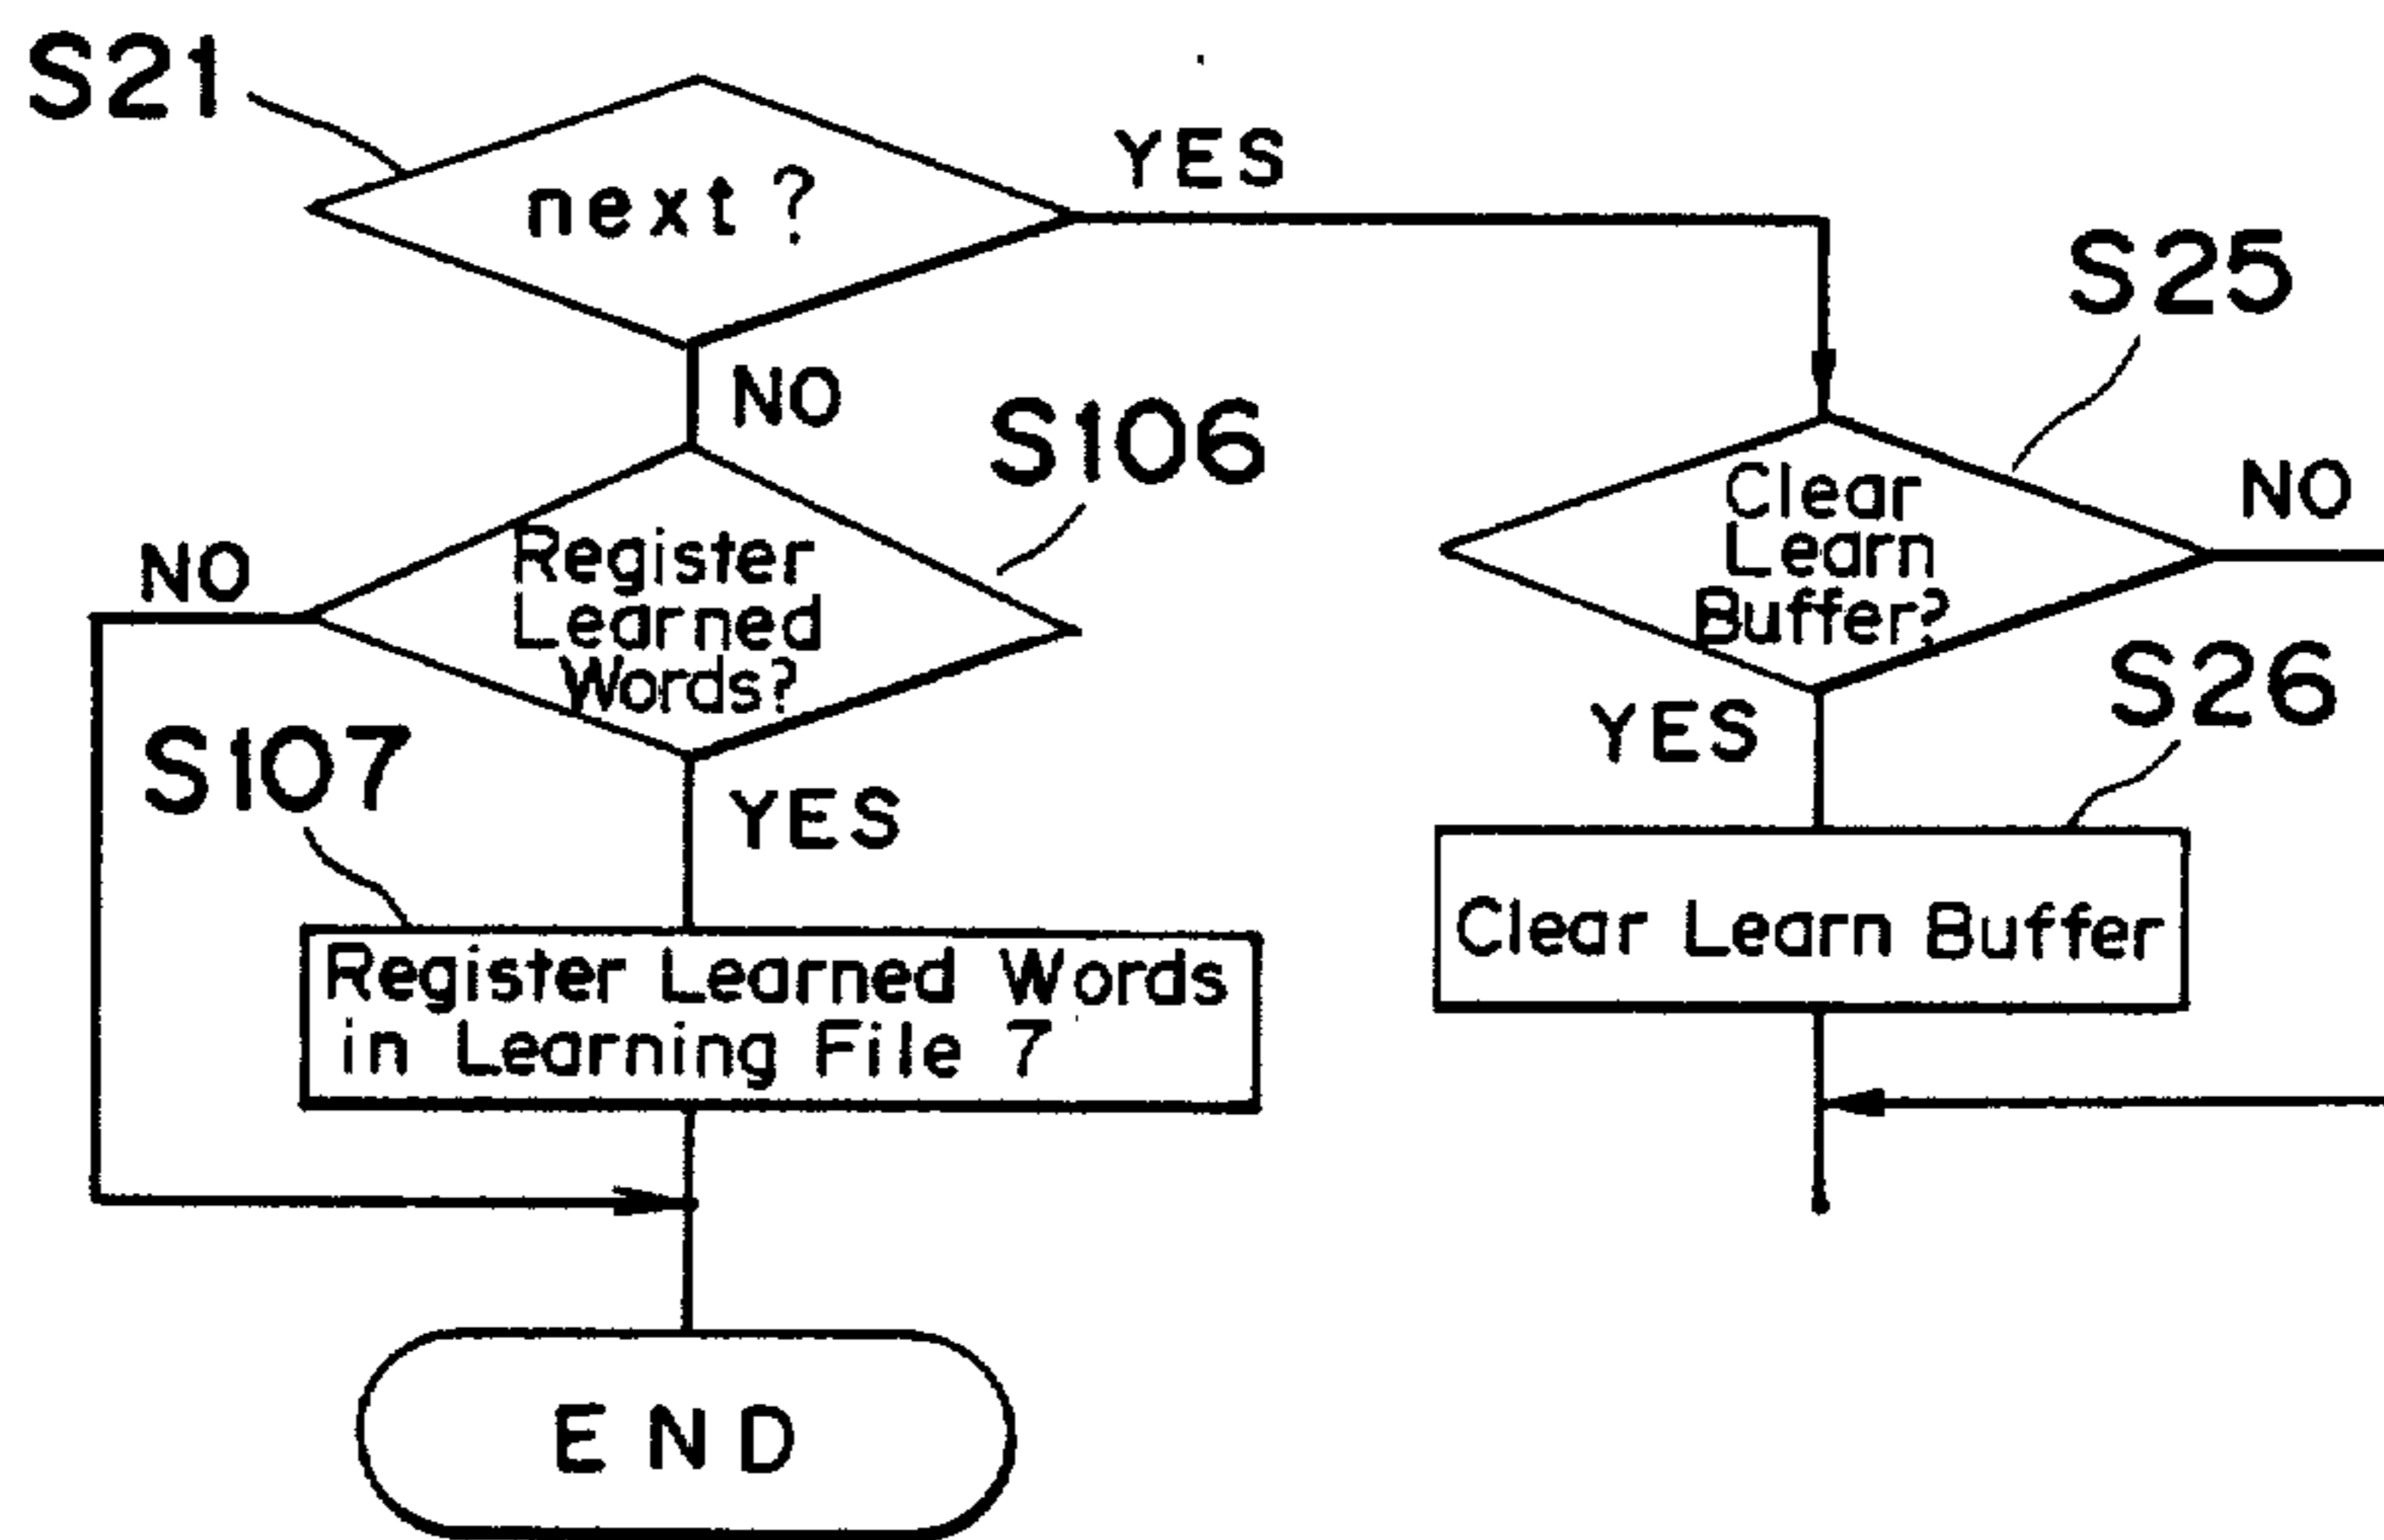 S21
next ?
YES
NO
S25
S106
Clear
Learn
Buffer?
NO
NO
Register
Learned
Words?
S26
YES
S107
YES
Register Learned Words
in Learning File 7
Clear Learn Buffer
END